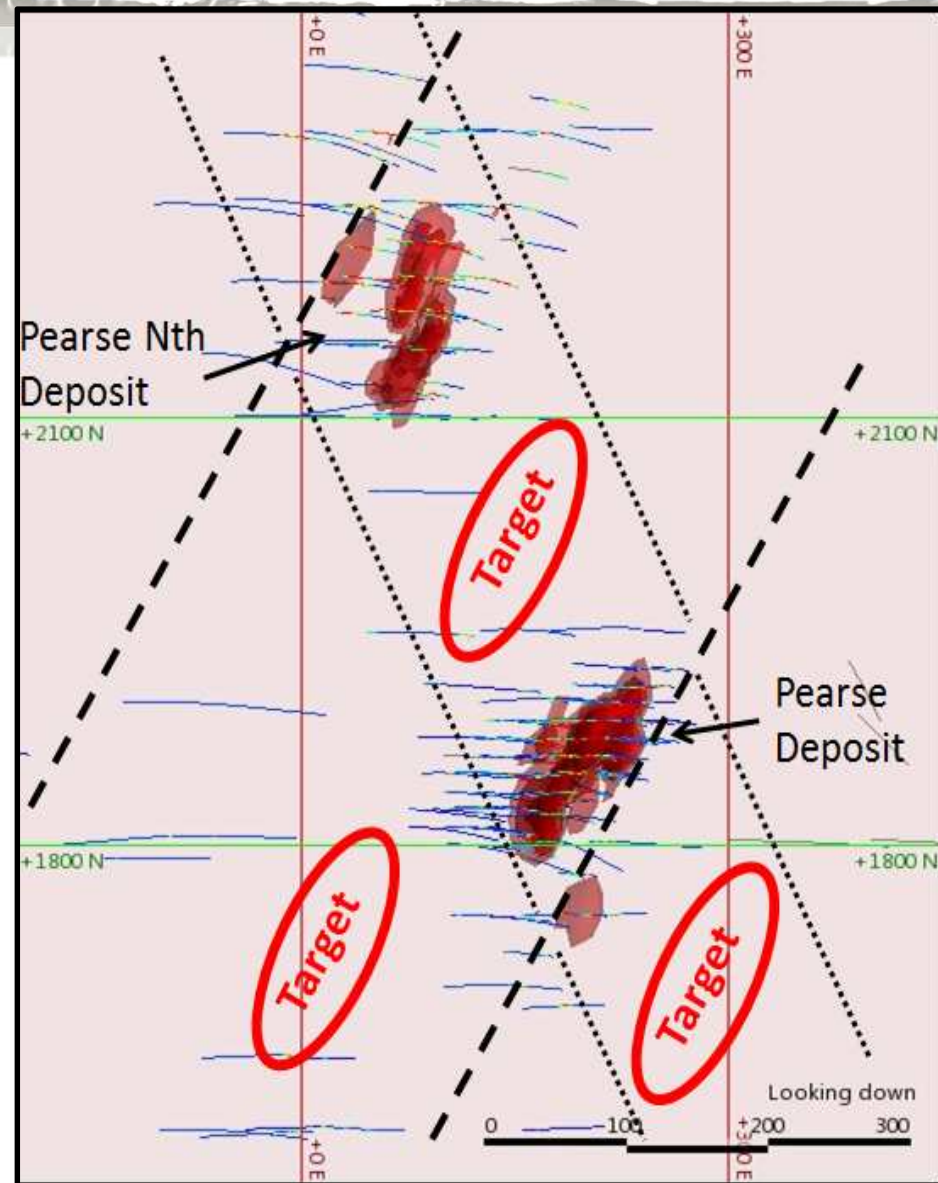 +0 E
+300 E
Pearse Nth
Deposit
+2100 N
+2100 N
Target
Pearse
Deposit
+1800 N
+1800 N
Target
Target
Looking down
0 100 200 300
+0 E
+300 E